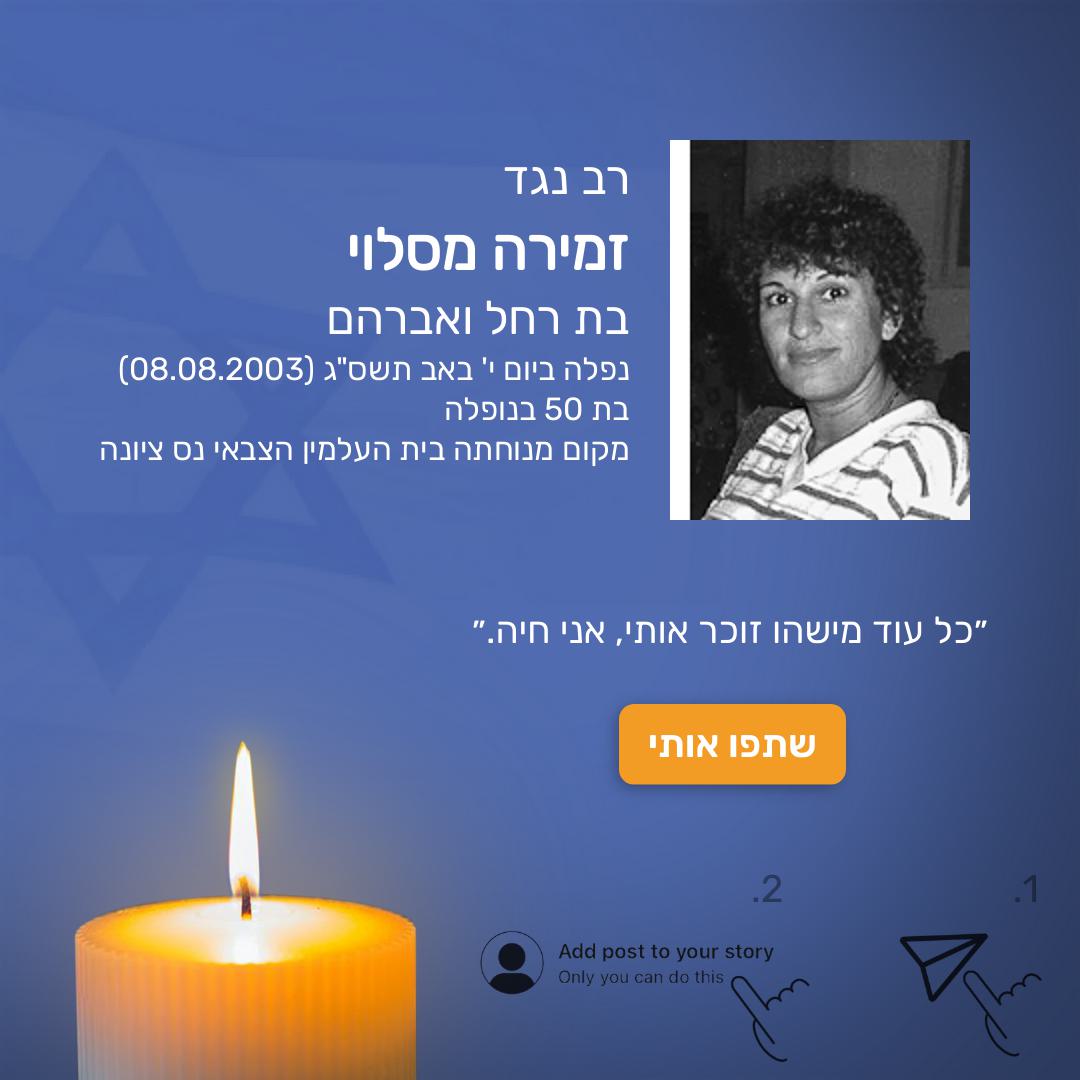 רב נגד
זמירה מסלוי
בת רחל ואברהם
נפלה ביום י' באב תשס"ג (08.08.2003)
בת 50 בנופלה
מקום מנוחתה בית העלמין הצבאי נס ציונה
״כל עוד מישהו זוכר אותי, אני חיה.״
שתפו אותי
.1
.2
Add post to your story
Only you can do this